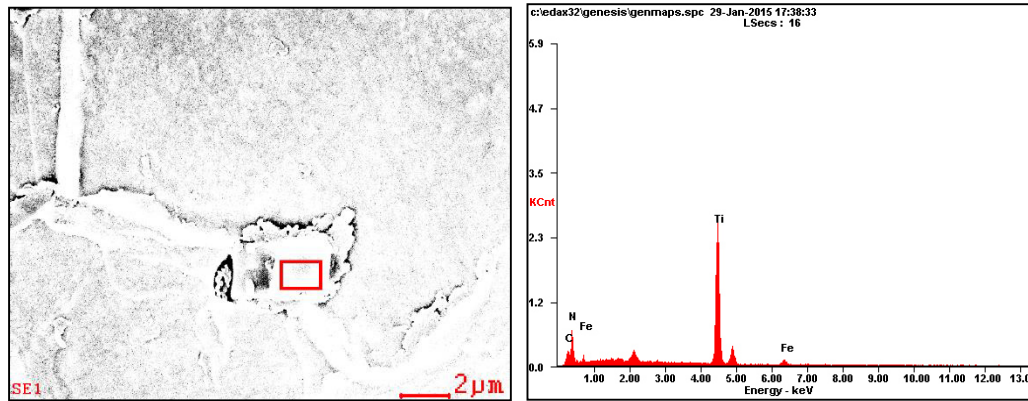 SE1
2µm
c:\edax32\genesis\genmaps.spc 29-Jan-2015 17:38:33
LSecs : 16
5.9
4.7
3.5
KCnt
2.3
1.2
0.0
Ti
N
Fe
C
Fe
1.00 2.00 3.00 4.00 5.00 6.00 7.00 8.00 9.00 10.00 11.00 12.00 13.0
Energy - keV